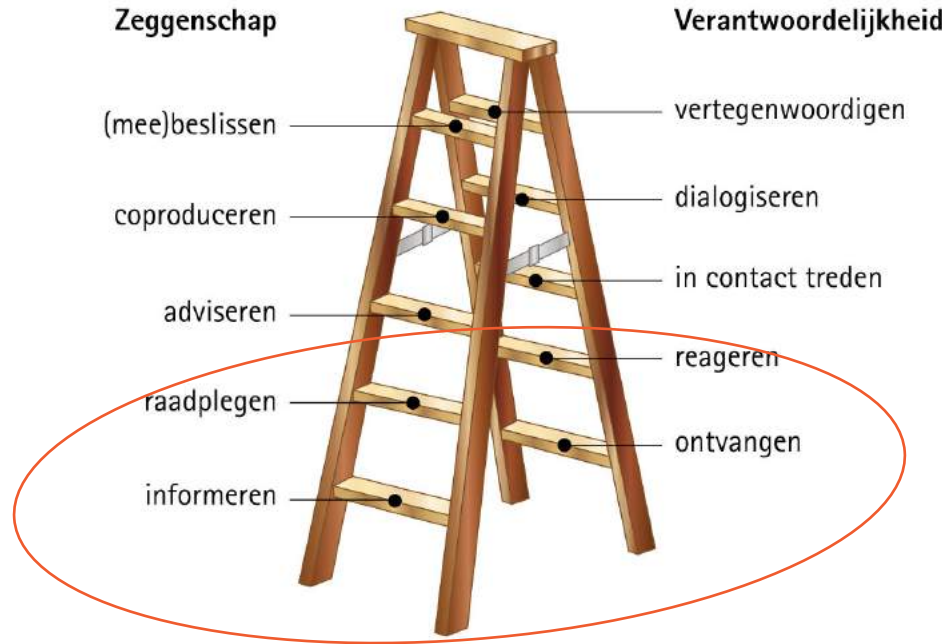 Zeggenschap
Verantwoordelijkheid
(mee)beslissen
vertegenwoordigen
coproduceren
dialogiseren
adviseren
in contact treden
raadplegen
reageren
informeren
ontvangen